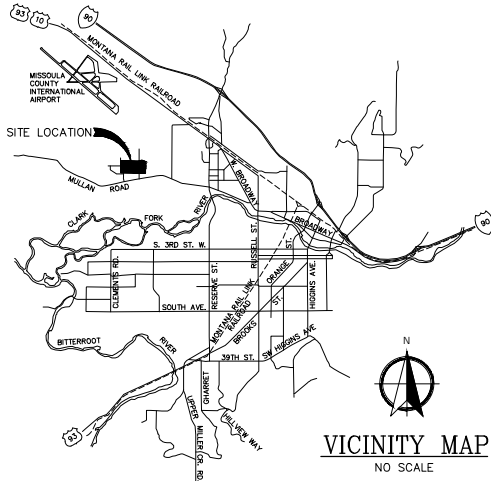 93
10
90
MONTANA RAIL LINK RAILROAD
MISSOULA
COUNTY
INTERNATIONAL
AIRPORT
SITE LOCATION
MULLAN ROAD
W. BROADWAY
BROADWAY
90
CLARK FORK RIVER
S. 3RD ST. W.
RUSSELL ST.
ORANGE ST.
CLEMENTS RD.
RESERVE ST.
HIGGINS AVE.
SOUTH AVE.
MONTANA RAIL LINK
RAILROAD
BROOKS ST.
BITTERROOT RIVER
SW HIGGINS AVE
39TH ST.
GHARRET
HILLVIEW WAY
UPPER MILLER CR. RD.
93
N
VICINITY MAP
NO SCALE